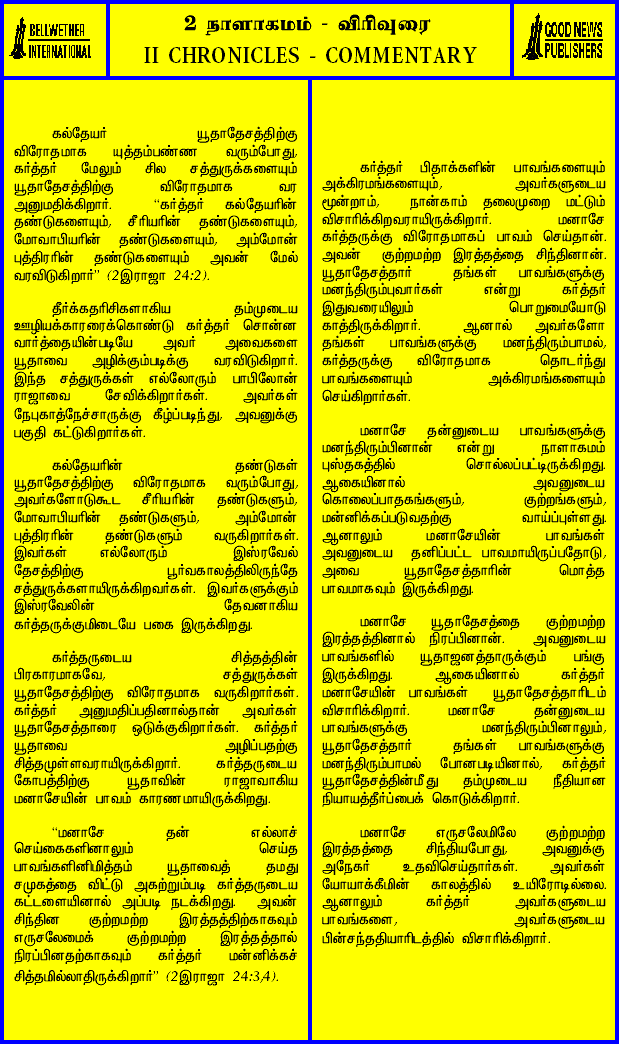 BELLWETHER
INTERNATIONAL
2 நாளாகமம் - விரிவுரை
II CHRONICLES - COMMENTARY
GOOD NEWS
PUBLISHERS
கல்தேயர் யூதாதேசத்திற்கு
விரோதமாக யுத்தம்பண்ண வரும்போது,
கர்த்தர் மேலும் சில சத்துருக்களையும்
யூதாதேசத்திற்கு விரோதமாக வர
அனுமதிக்கிறார். “கர்த்தர் கல்தேயரின்
தண்டுகளையும், சீரியரின் தண்டுகளையும்,
மோவாபியரின் தண்டுகளையும், அம்மோன்
புத்திரரின் தண்டுகளையும் அவன் மேல்
வரவிடுகிறார்” (2இராஜா 24:2).
தீர்க்கதரிசிகளாகிய தம்முடைய
ஊழியக்காரரைக்கொண்டு கர்த்தர் சொன்ன
வார்த்தையின்படியே அவர் அவைகளை
யூதாவை அழிக்கும்படிக்கு வரவிடுகிறார்.
இந்த சத்துருக்கள் எல்லோரும் பாபிலோன்
ராஜாவை சேவிக்கிறார்கள். அவர்கள்
நேபுகாத்நேச்சாருக்கு கீழ்ப்படிந்து, அவனுக்கு
பகுதி கட்டுகிறார்கள்.
கல்தேயரின் தண்டுகள்
யூதாதேசத்திற்கு விரோதமாக வரும்போது,
அவர்களோடுகூட சீரியரின் தண்டுகளும்,
மோவாபியரின் தண்டுகளும், அம்மோன்
புத்திரரின் தண்டுகளும் வருகிறார்கள்.
இவர்கள் எல்லோரும் இஸ்ரவேல்
தேசத்திற்கு பூர்வகாலத்திலிருந்தே
சத்துருக்களாயிருக்கிறவர்கள். இவர்களுக்கும்
இஸ்ரவேலின் தேவனாகிய
கர்த்தருக்குமிடையே பகை இருக்கிறது.
கர்த்தருடைய சித்தத்தின்
பிரகாரமாகவே, சத்துருக்கள்
யூதாதேசத்திற்கு விரோதமாக வருகிறார்கள்.
கர்த்தர் அனுமதிப்பதினால்தான் அவர்கள்
யூதாதேசத்தாரை ஒடுக்குகிறார்கள். கர்த்தர்
யூதாவை அழிப்பதற்கு
சித்தமுள்ளவராயிருக்கிறார். கர்த்தருடைய
கோபத்திற்கு யூதாவின் ராஜாவாகிய
மனாசேயின் பாவம் காரணமாயிருக்கிறது.
“மனாசே தன் எல்லாச்
செய்கைகளினாலும் செய்த
பாவங்களினிமித்தம் யூதாவைத் தமது
சமுகத்தை விட்டு அகற்றும்படி கர்த்தருடைய
கட்டளையினால் அப்படி நடக்கிறது. அவன்
சிந்தின குற்றமற்ற இரத்தத்திற்காகவும்
எருசலேமைக் குற்றமற்ற இரத்தத்தால்
நிரப்பினதற்காகவும் கர்த்தர் மன்னிக்கச்
சித்தமில்லாதிருக்கிறார்” (2இராஜா 24:3,4).
கர்த்தர் பிதாக்களின் பாவங்களையும்
அக்கிரமங்களையும், அவர்களுடைய
மூன்றாம், நான்காம் தலைமுறை மட்டும்
விசாரிக்கிறவராயிருக்கிறார். மனாசே
கர்த்தருக்கு விரோதமாகப் பாவம் செய்தான்.
அவன் குற்றமற்ற இரத்தத்தை சிந்தினான்.
யூதாதேசத்தார் தங்கள் பாவங்களுக்கு
மனந்திரும்புவார்கள் என்று கர்த்தர்
இதுவரையிலும் பொறுமையோடு
காத்திருக்கிறார். ஆனால் அவர்களோ
தங்கள் பாவங்களுக்கு மனந்திரும்பாமல்,
கர்த்தருக்கு விரோதமாக தொடர்ந்து
பாவங்களையும் அக்கிரமங்களையும்
செய்கிறார்கள்.
மனாசே தன்னுடைய பாவங்களுக்கு
மனந்திரும்பினான் என்று நாளாகமம்
புஸ்தகத்தில் சொல்லப்பட்டிருக்கிறது.
ஆகையினால் அவனுடைய
கொலைப்பாதகங்களும், குற்றங்களும்,
மன்னிக்கப்படுவதற்கு வாய்ப்புள்ளது.
ஆனாலும் மனாசேயின் பாவங்கள்
அவனுடைய தனிப்பட்ட பாவமாயிருப்பதோடு,
அவை யூதாதேசத்தாரின் மொத்த
பாவமாகவும் இருக்கிறது.
மனாசே யூதாதேசத்தை குற்றமற்ற
இரத்தத்தினால் நிரப்பினான். அவனுடைய
பாவங்களில் யூதாஜனத்தாருக்கும் பங்கு
இருக்கிறது. ஆகையினால் கர்த்தர்
மனாசேயின் பாவங்கள் யூதாதேசத்தாரிடம்
விசாரிக்கிறார். மனாசே தன்னுடைய
பாவங்களுக்கு மனந்திரும்பினாலும்,
யூதாதேசத்தார் தங்கள் பாவங்களுக்கு
மனந்திரும்பாமல் போனபடியினால், கர்த்தர்
யூதாதேசத்தின்மீது தம்முடைய நீதியான
நியாயத்தீர்ப்பைக் கொடுக்கிறார்.
மனாசே எருசலேமிலே குற்றமற்ற
இரத்தத்தை சிந்தியபோது, அவனுக்கு
அநேகர் உதவிசெய்தார்கள். அவர்கள்
யோயாக்கீமின் காலத்தில் உயிரோடில்லை.
ஆனாலும் கர்த்தர் அவர்களுடைய
பாவங்களை, அவர்களுடைய
பின்சந்ததியாரிடத்தில் விசாரிக்கிறார்.